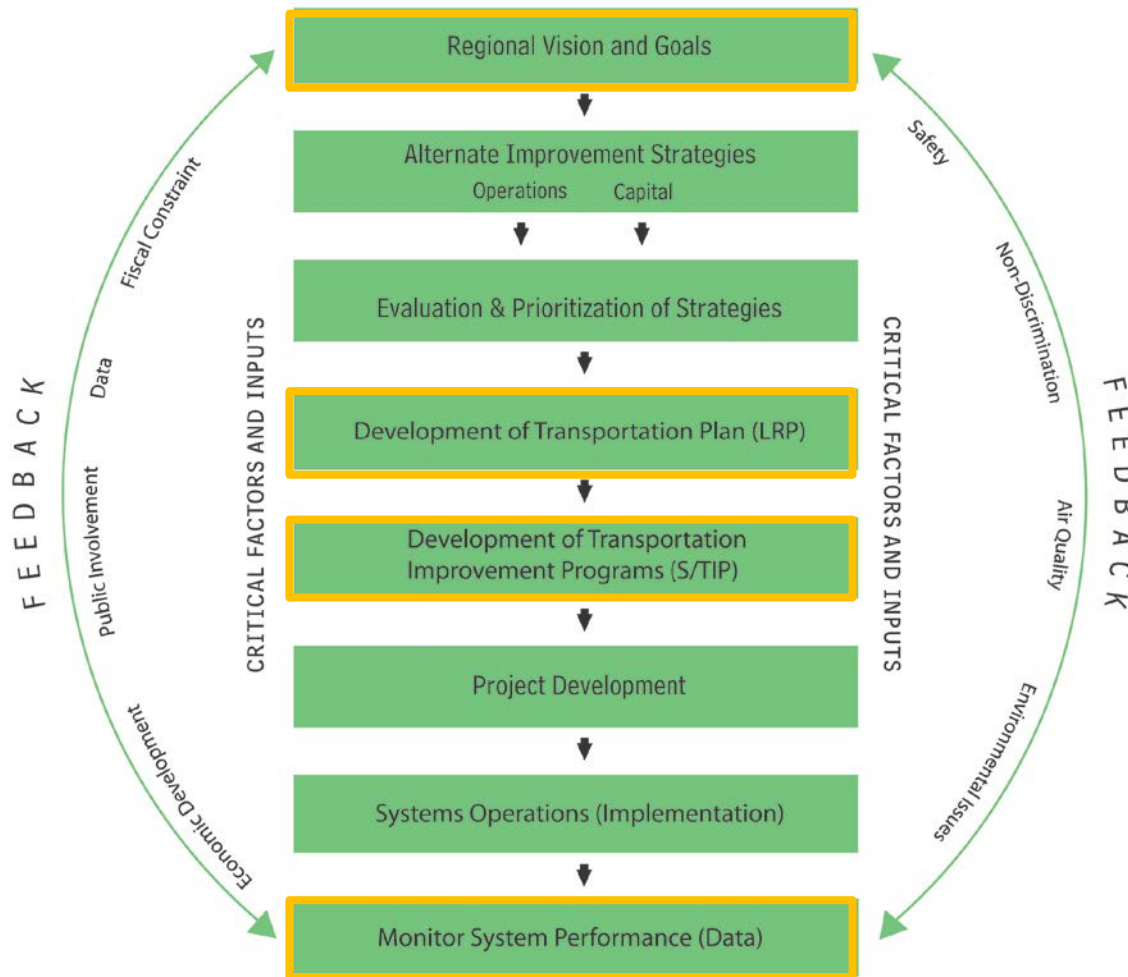 Regional Vision and Goals
Alternate Improvement Strategies
Operations Capital
Evaluation & Prioritization of Strategies
Development of Transportation Plan (LRP)
Development of Transportation
Improvement Programs (S/TIP)
Project Development
Systems Operations (Implementation)
Monitor System Performance (Data)
FEEDBACK
Fiscal Constraint
Data
Public Involvement
Economic Development
CRITICAL FACTORS AND INPUTS
CRITICAL FACTORS AND INPUTS
Safety
Non-Discrimination
Air Quality
Environmental Issues
FEEDBACK